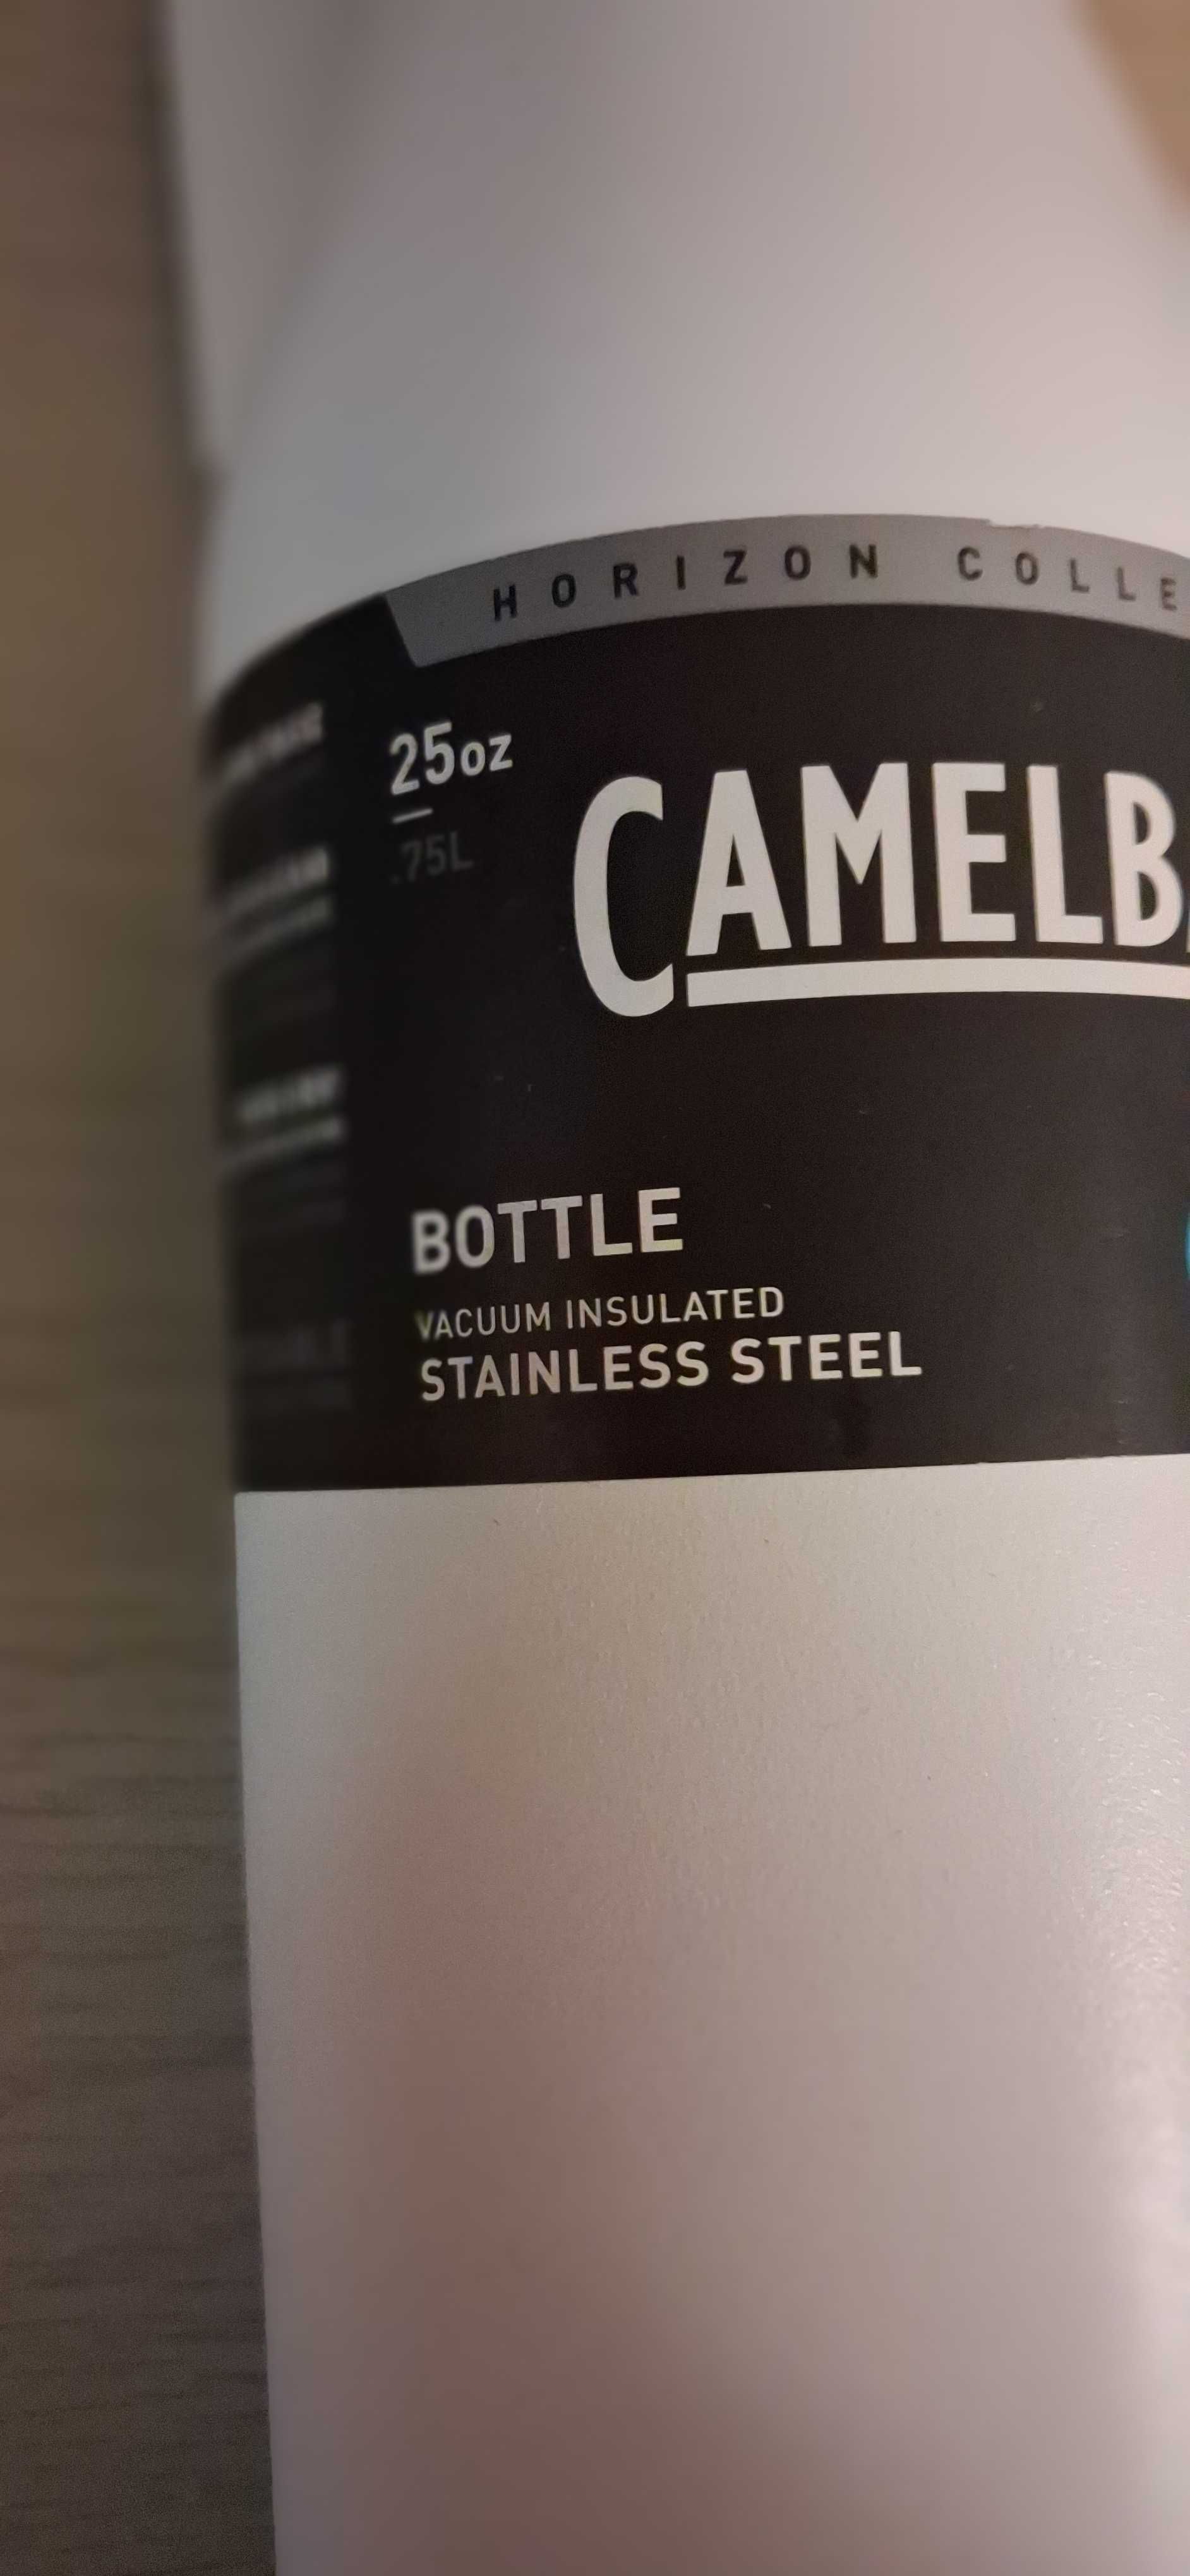 HORIZON COLLE
25oz
.75L
CAMELB
BOTTLE
VACUUM INSULATED
STAINLESS STEEL